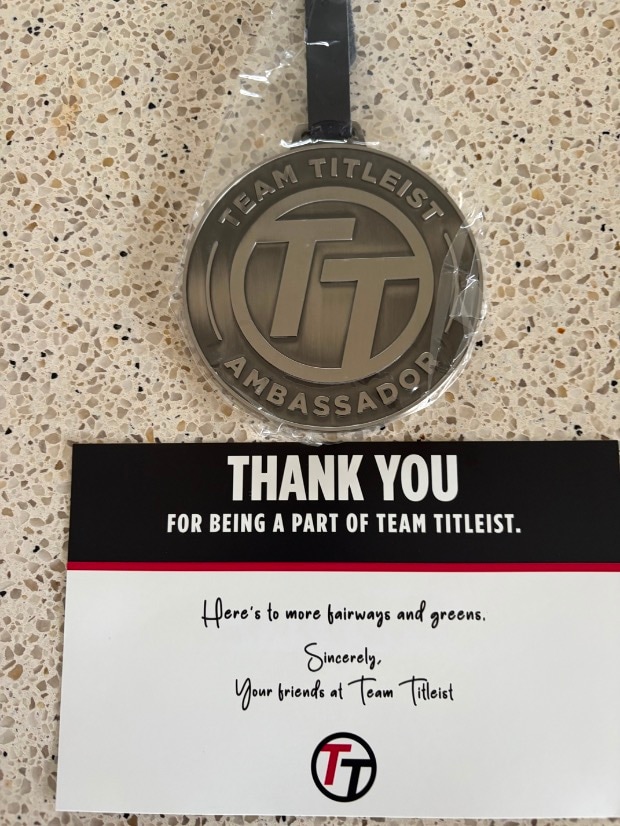 TEAM TITLEIST
TT
AMBASSADOR
THANK YOU
FOR BEING A PART OF TEAM TITLEIST.
Here's to more fairways and greens.
Sincerely,
Your friends at Team Titleist
TT